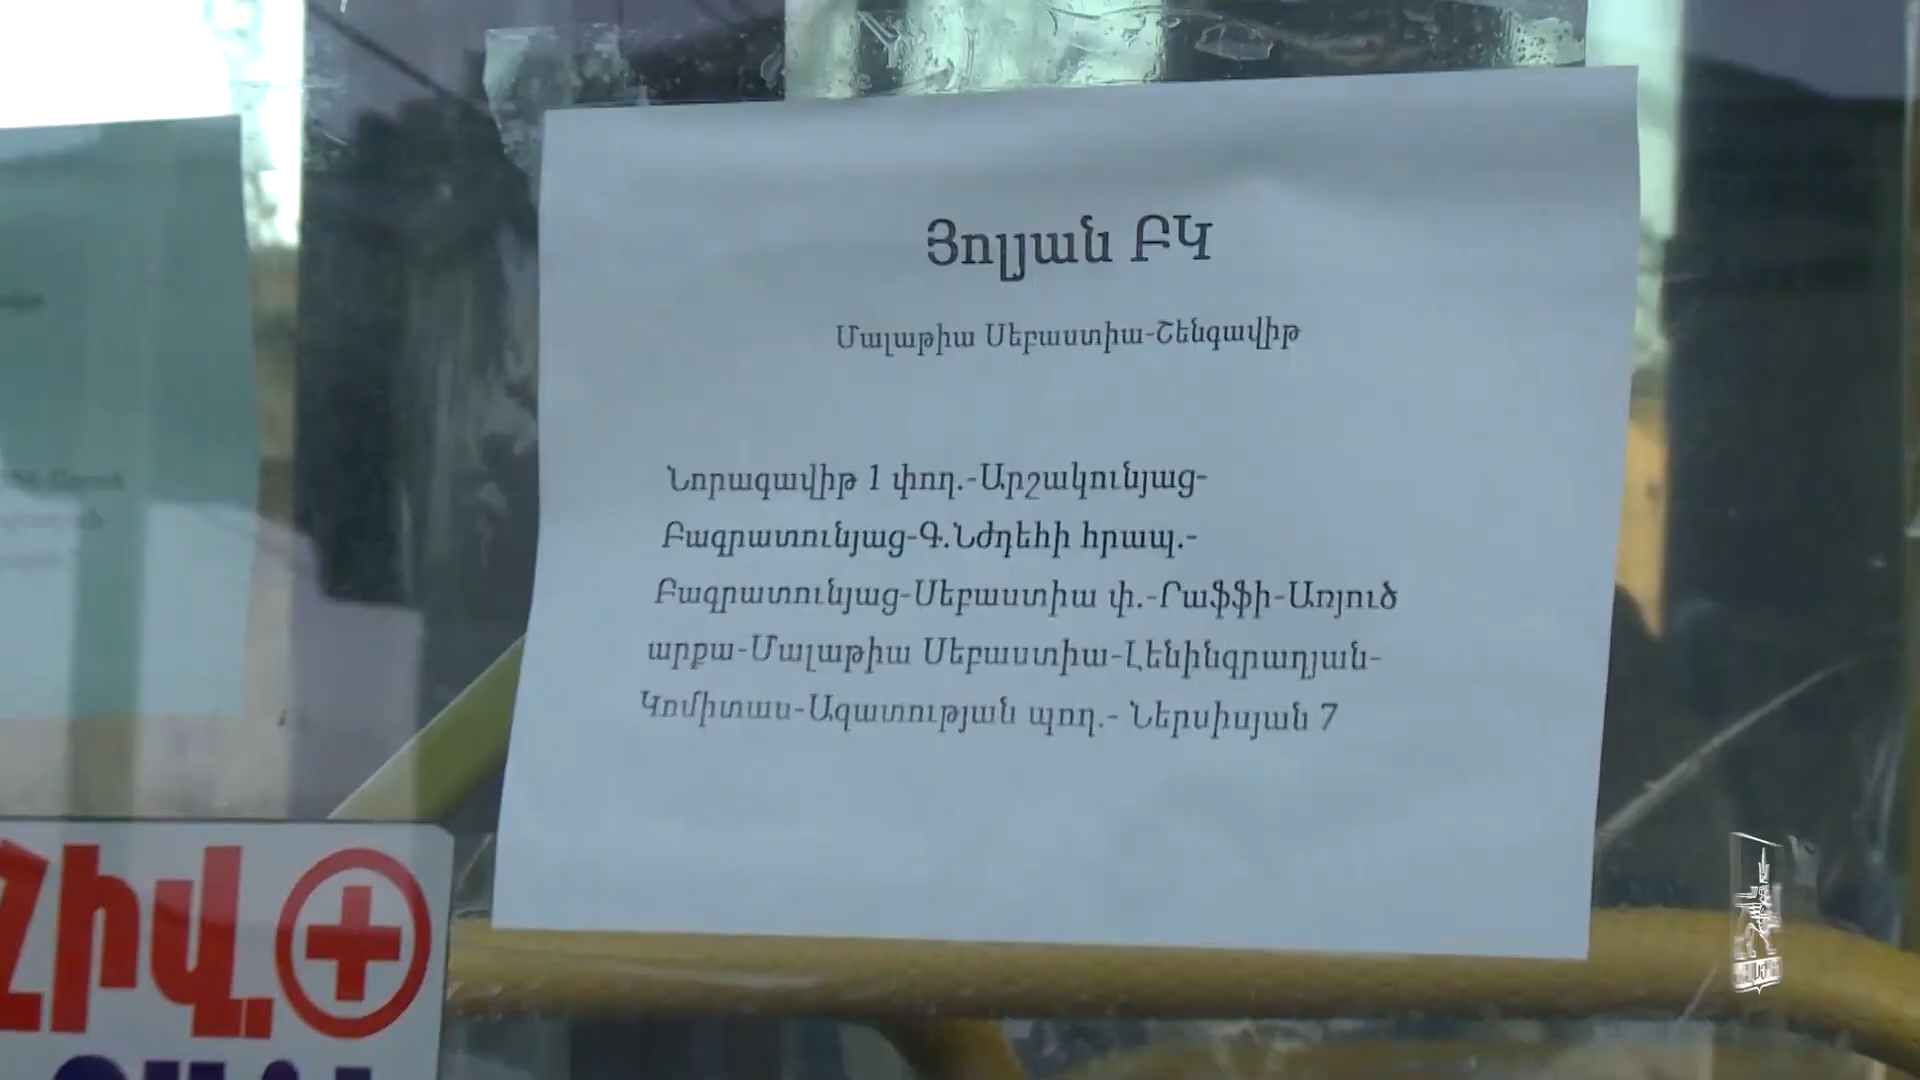 Յոլյան ԲԿ
Մալաթիա Սեբաստիա-Շենգավիթ
Նորագավիթ 1 փող.-Արշակունյաց-
Բագրատունյաց-Գ.Նժդեհի հրապ.-
Բագրատունյաց-Սեբաստիա փ.-Րաֆֆի-Առյուծ
արքա-Մալաթիա Սեբաստիա-Լենինգրադյան-
Կոմիտաս-Ազատության պող.- Ներսիսյան 7
ՀԻՎ.